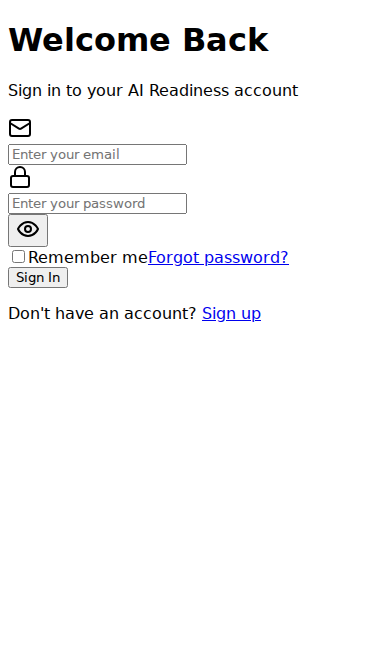 Welcome Back
Sign in to your AI Readiness account
Enter your email
Enter your password
Remember meForgot password?
Sign In
Don't have an account? Sign up